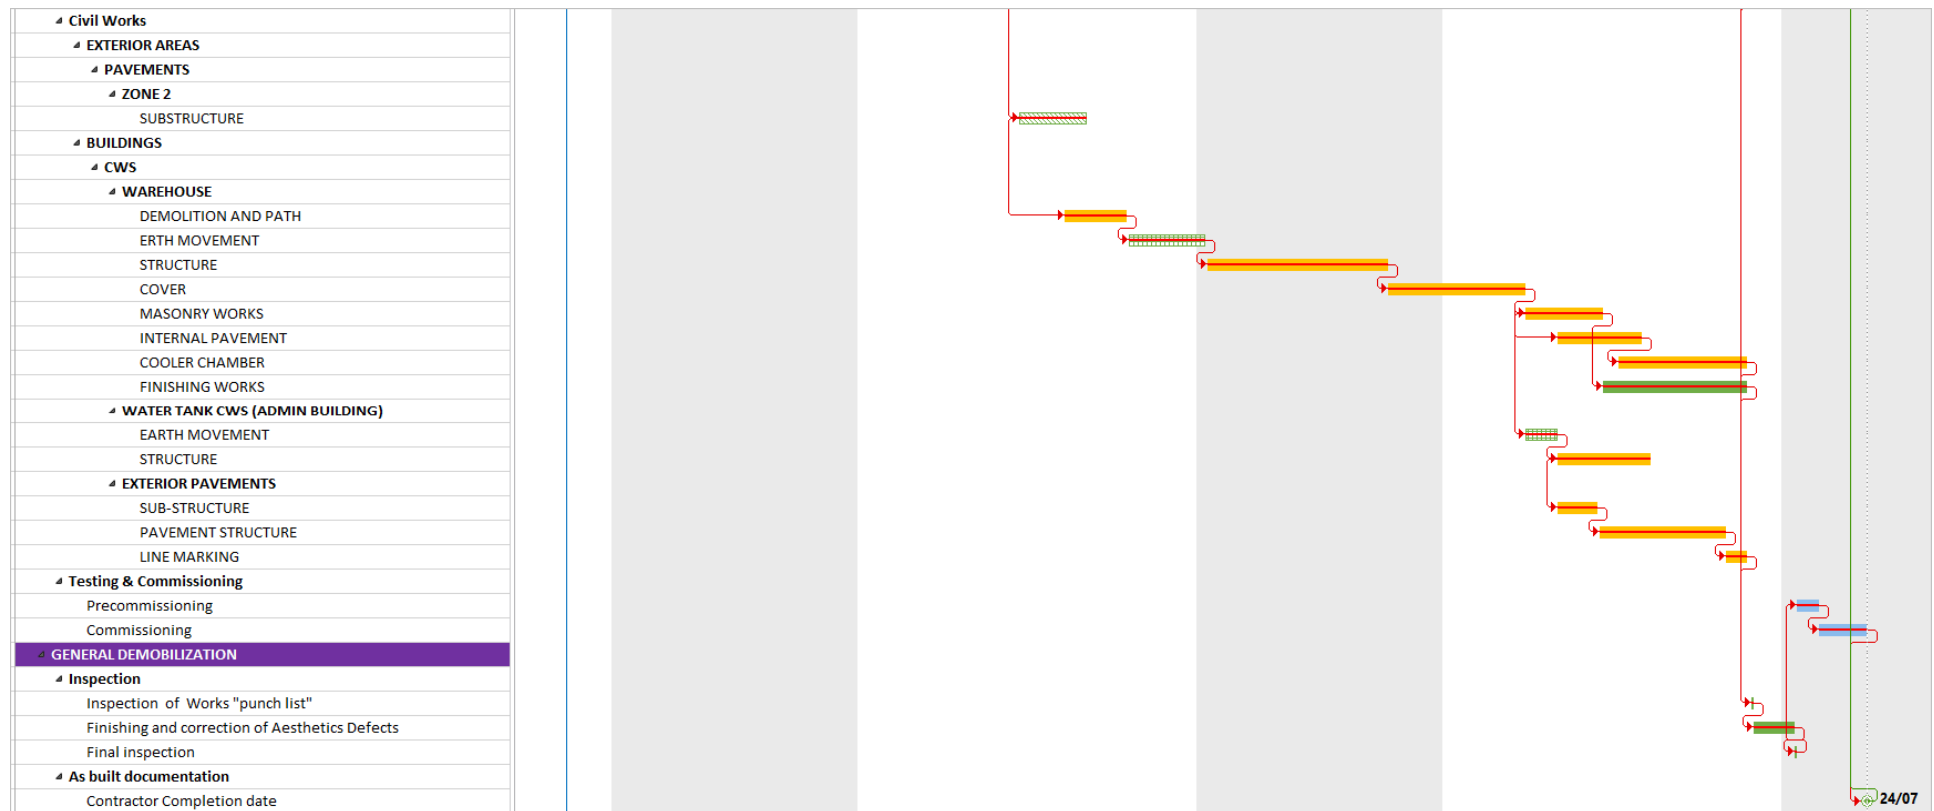 Civil Works
EXTERIOR AREAS
PAVEMENTS
ZONE 2
SUBSTRUCTURE
BUILDINGS
CWS
WAREHOUSE
DEMOLITION AND PATH
ERTH MOVEMENT
STRUCTURE
COVER
MASONRY WORKS
INTERNAL PAVEMENT
COOLER CHAMBER
FINISHING WORKS
WATER TANK CWS (ADMIN BUILDING)
EARTH MOVEMENT
STRUCTURE
EXTERIOR PAVEMENTS
SUB-STRUCTURE
PAVEMENT STRUCTURE
LINE MARKING
Testing & Commissioning
Precommissioning
Commissioning
GENERAL DEMOBILIZATION
Inspection
Inspection of Works "punch list"
Finishing and correction of Aesthetics Defects
Final inspection
As built documentation
Contractor Completion date
24/07